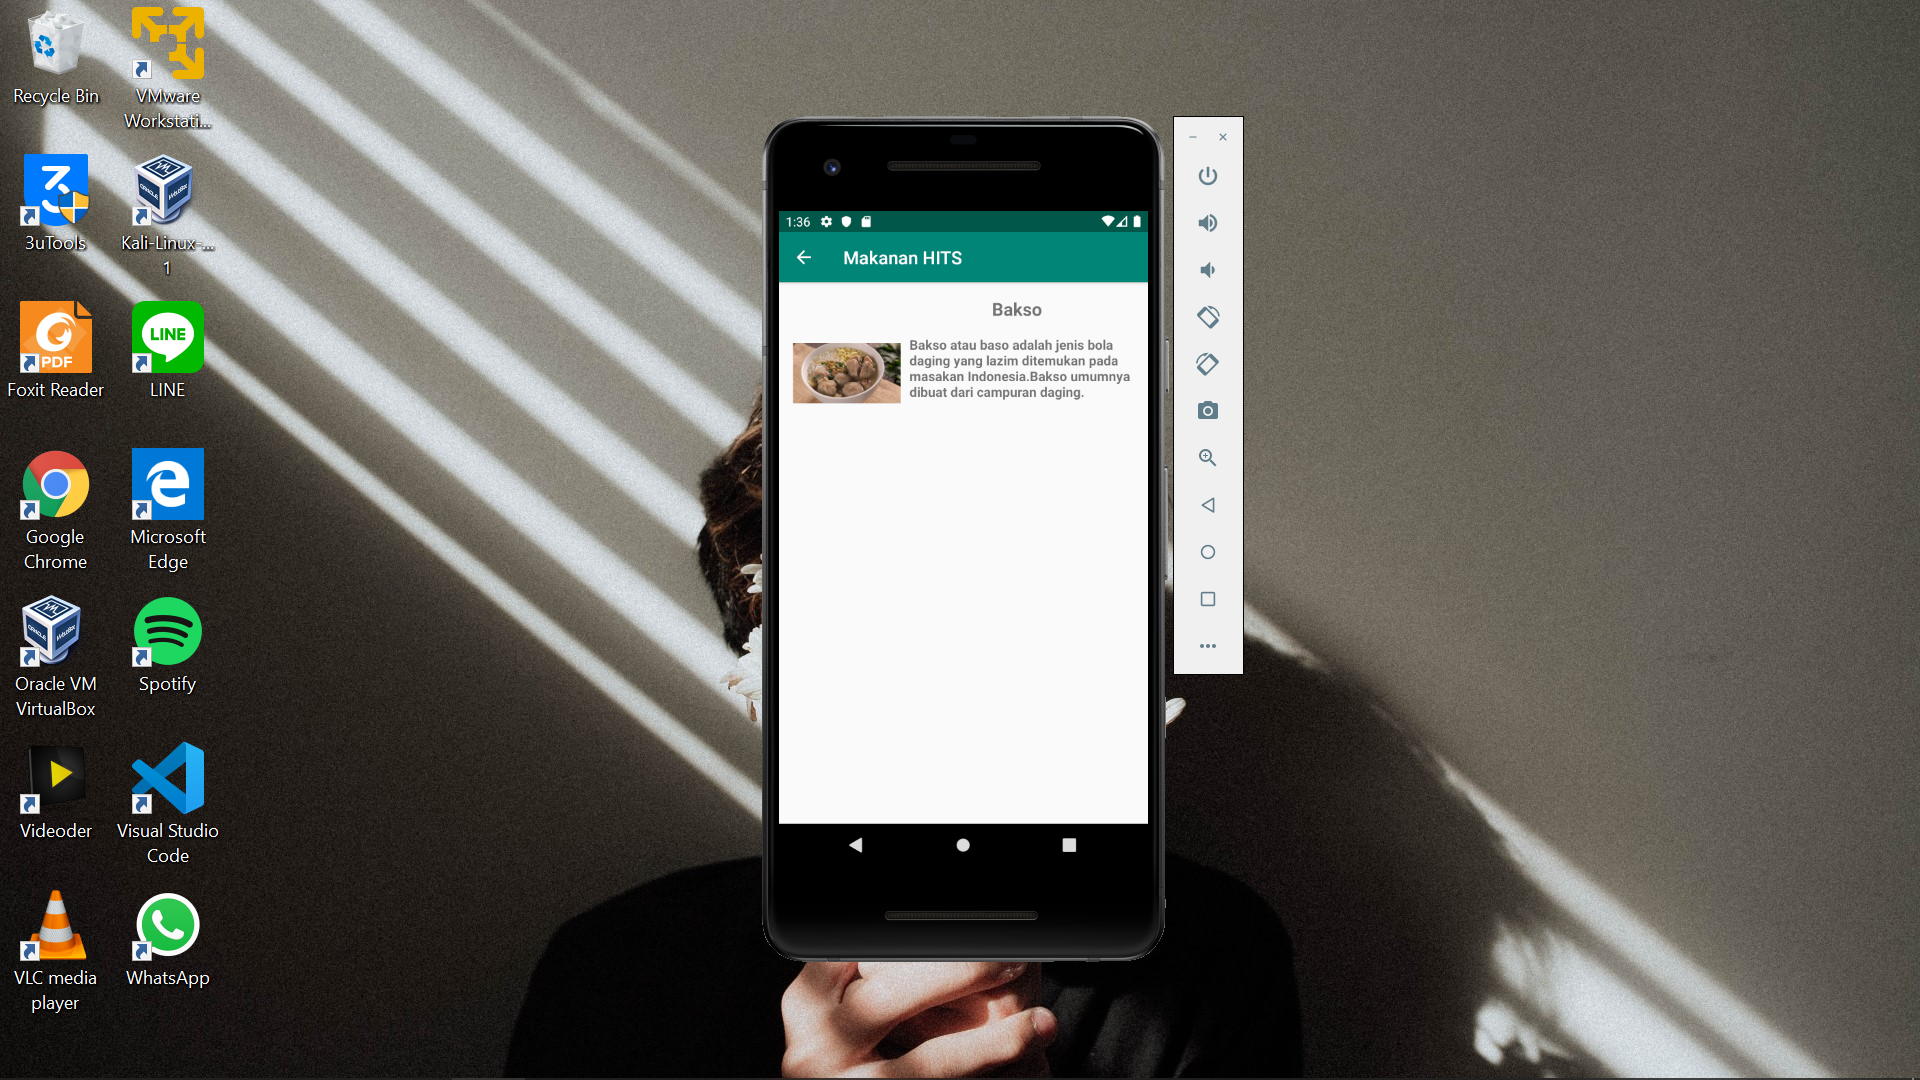 Recycle Bin
VMware
Workstati...
3uTools
Kali-Linux-...
1
PDF
Foxit Reader
LINE
LINE
Google
Chrome
Microsoft
Edge
Oracle VM
VirtualBox
Spotify
Videoder
Visual Studio
Code
VLC media
player
WhatsApp
1:36
Makanan HITS
Bakso
Bakso atau baso adalah jenis bola
daging yang lazim ditemukan pada
masakan Indonesia.Bakso umumnya
dibuat dari campuran daging.